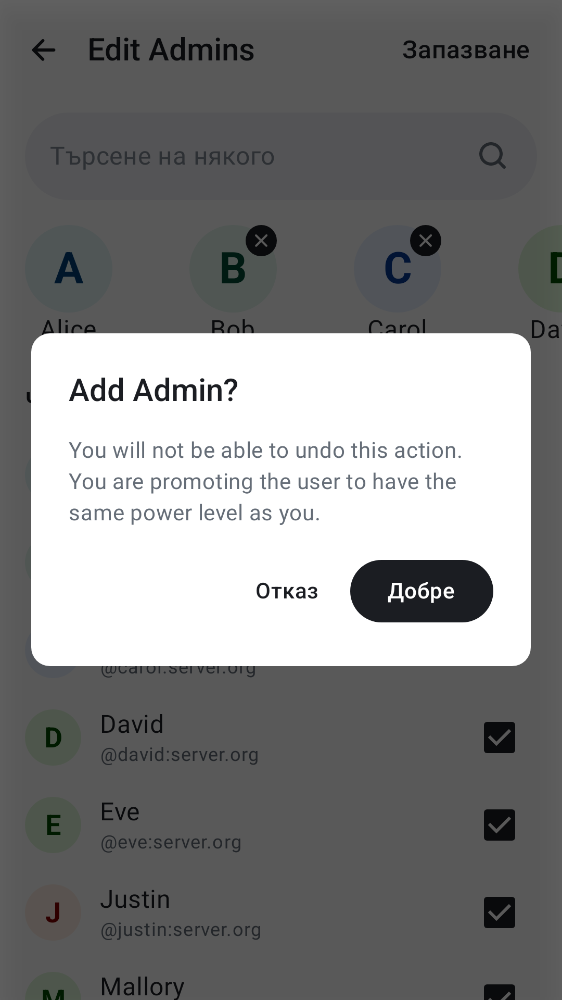 Edit Admins
Запазване
Търсене на някого
A
B
C
D
Alice
Bob
Carol
Da
Add Admin?
You will not be able to undo this action.
You are promoting the user to have the
same power level as you.
Отказ
Добре
@carol:server.org
D
David
@david:server.org
E
Eve
@eve:server.org
J
Justin
@justin:server.org
M
Mallory